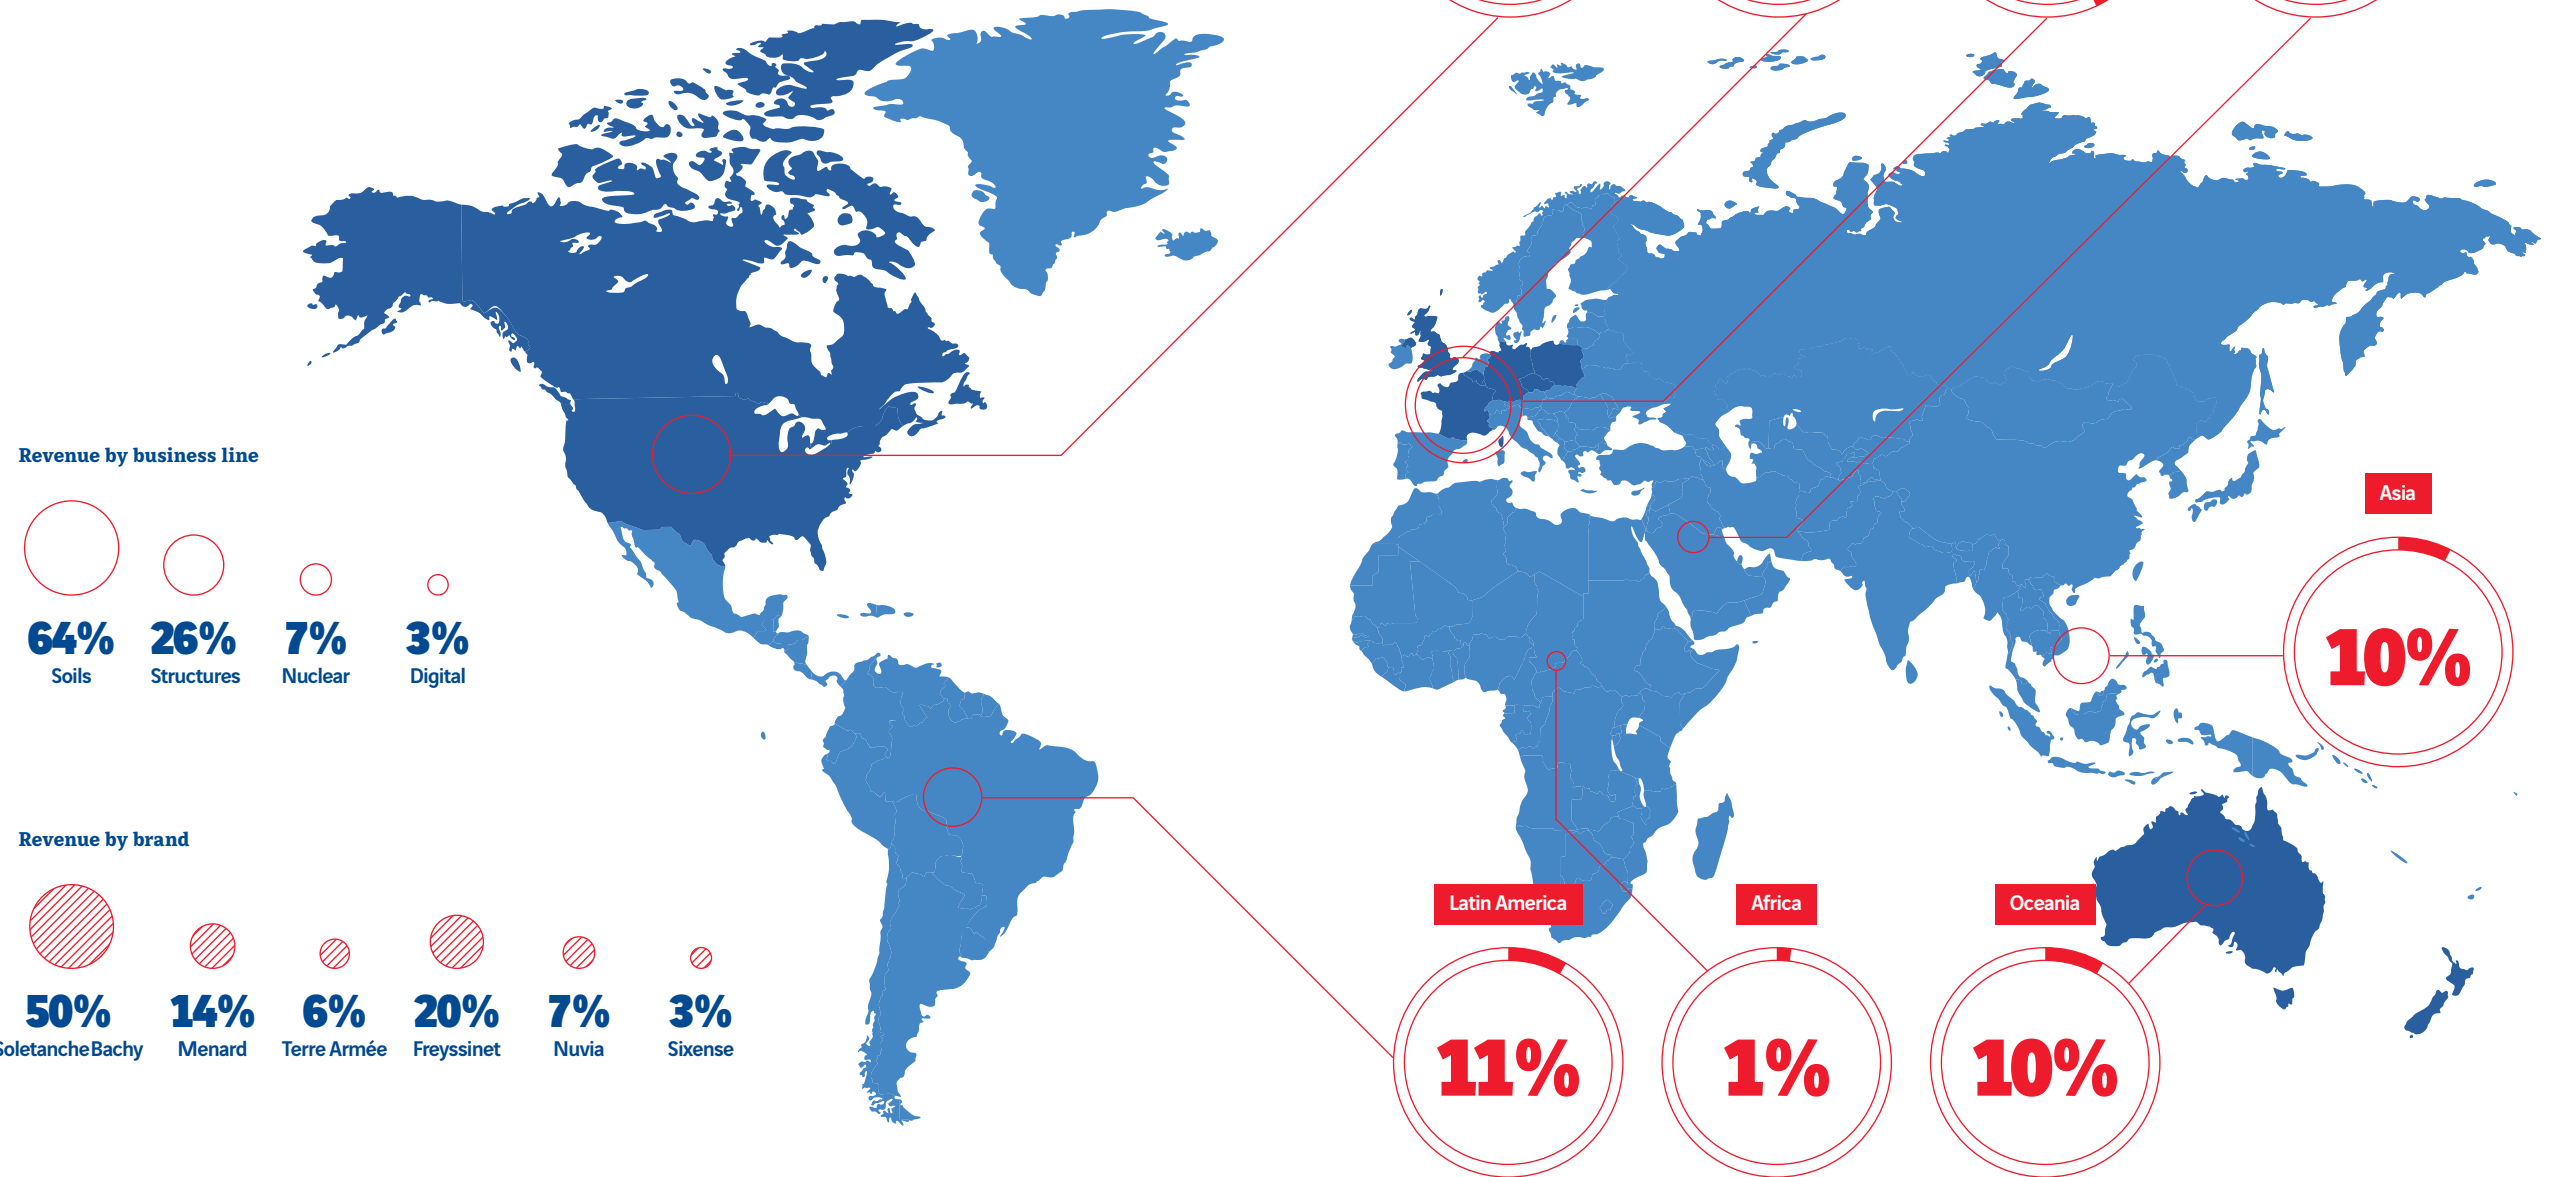 Revenue by business line
64% 26% 7% 3%
Soils Structures Nuclear Digital
Revenue by brand
50% 14% 6% 20% 7% 3%
Soletanche Bachy Menard Terre Armée Freyssinet Nuvia Sixense
Asia
10%
Latin America
11%
Africa
1%
Oceania
10%